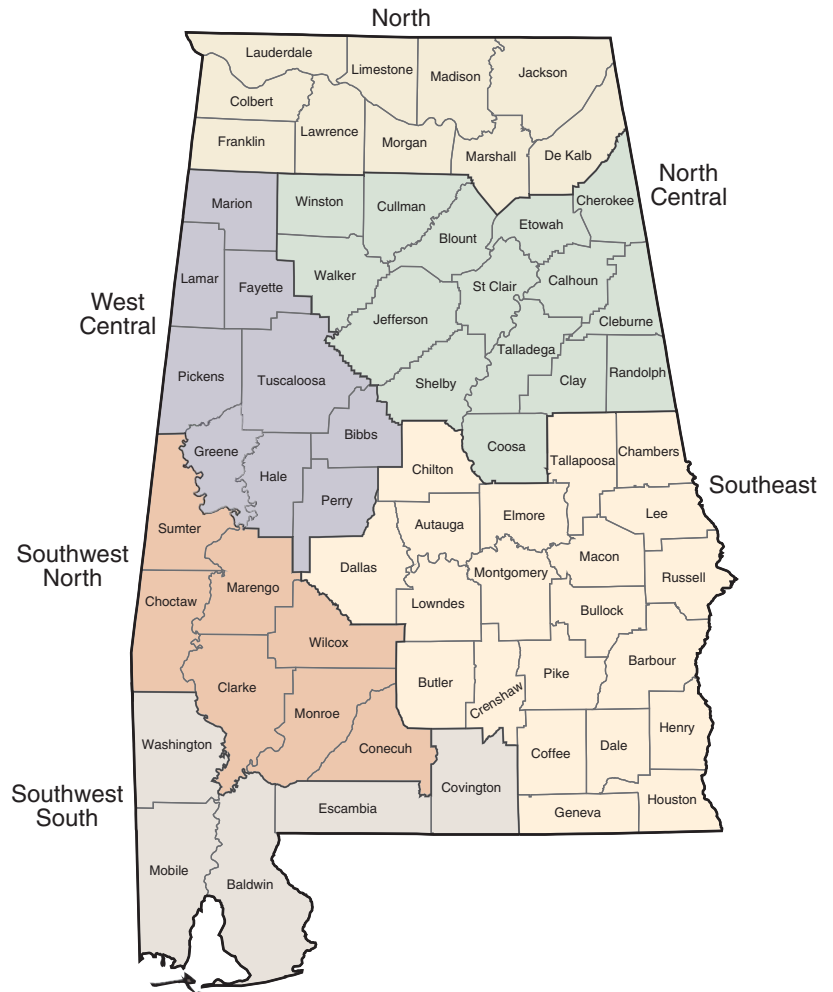 North
Lauderdale
Limestone
Madison
Jackson
Colbert
Franklin
Lawrence
Morgan
Marshall
De Kalb
North
Central
Marion
Winston
Cullman
Cherokee
Etowah
Blount
Lamar
Fayette
Walker
St Clair
Calhoun
West
Central
Jefferson
Cleburne
Talladega
Pickens
Tuscaloosa
Shelby
Clay
Randolph
Bibbs
Greene
Hale
Perry
Chilton
Coosa
Tallapoosa
Chambers
Southeast
Sumter
Autauga
Elmore
Lee
Southwest
North
Dallas
Macon
Montgomery
Russell
Choctaw
Marengo
Lowndes
Bullock
Wilcox
Clarke
Butler
Crenshaw
Pike
Barbour
Monroe
Conecuh
Washington
Coffee
Dale
Henry
Southwest
South
Escambia
Covington
Geneva
Houston
Mobile
Baldwin